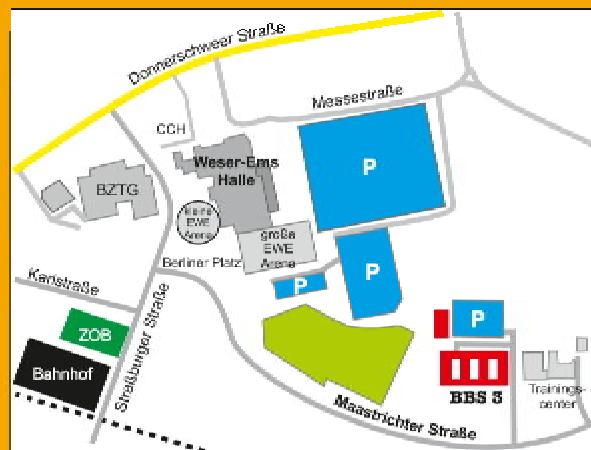 Donnerschweer Straße
Messestraße
CCH
P
Weser-Ems
Halle
BZTG
kleine
EWE
Arena
große
EWE
Arena
Berliner Platz
P
P
Karlstraße
ZOB
Bahnhof
Straßburger Straße
P
BBS 3
Trainings-
center
Maastrichter Straße